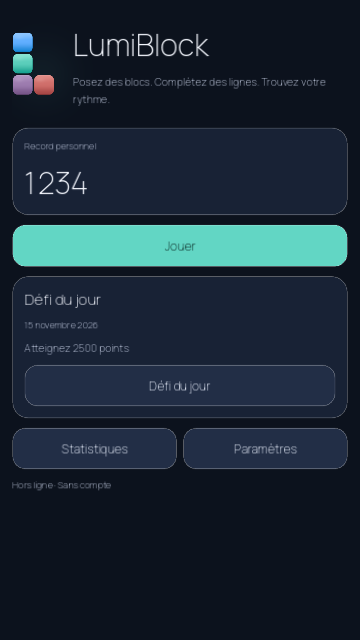 LumiBlock
Posez des blocs. Complétez des lignes. Trouvez votre
rythme.
Record personnel
1234
Jouer
Défi du jour
15 novembre 2026
Atteignez 2500 points
Défi du jour
Statistiques
Paramètres
Hors ligne · Sans compte